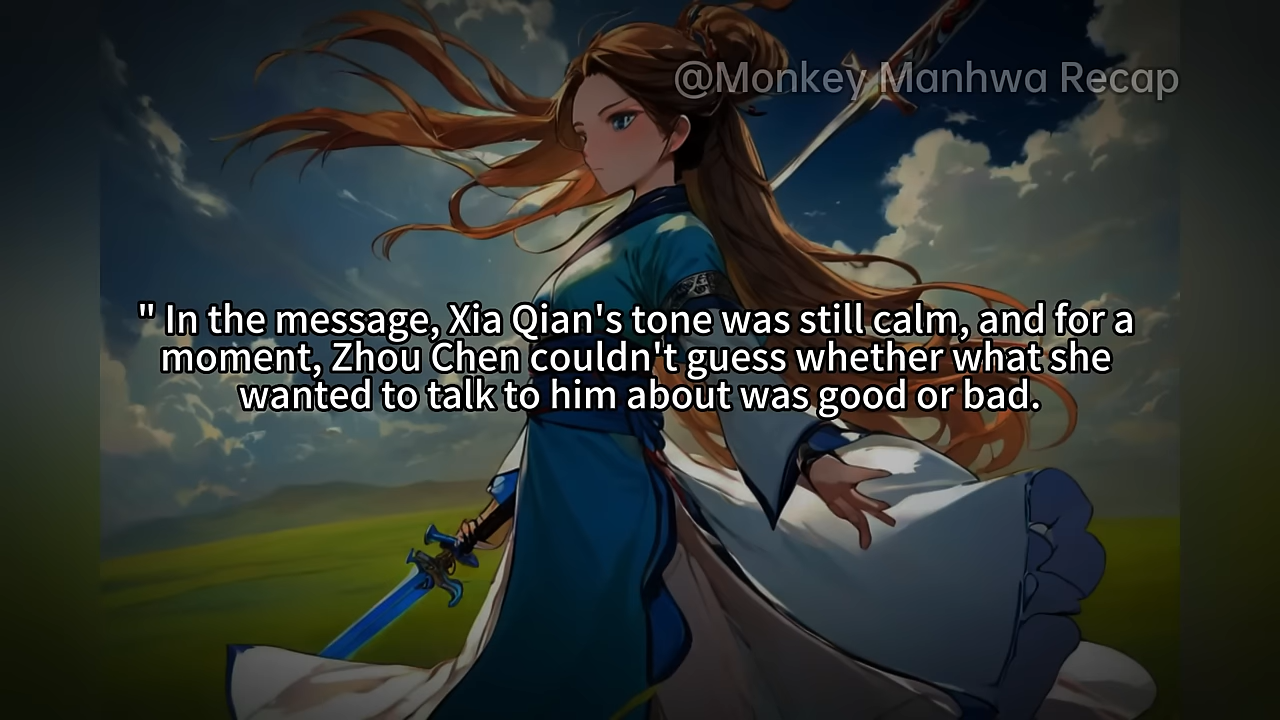 @Monkey Manhwa Recap
" In the message, Xia Qian's tone was still calm, and for a
moment, Zhou Chen couldn't guess whether what she
wanted to talk to him about was good or bad.